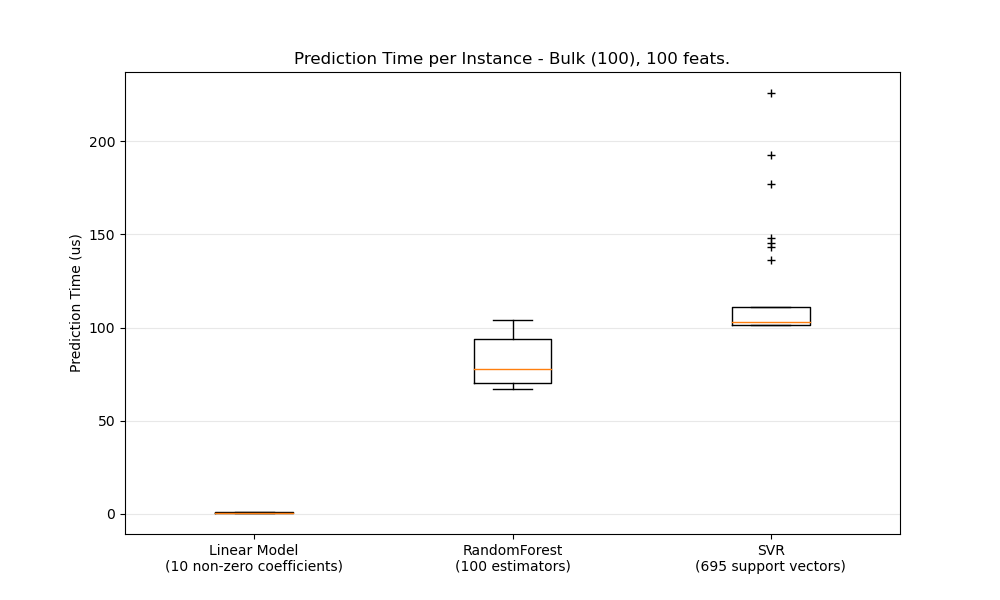 Prediction Time per Instance - Bulk (100), 100 feats.
Prediction Time (us)
200
150
100
50
0
Linear Model
(10 non-zero coefficients)
RandomForest
(100 estimators)
SVR
(695 support vectors)